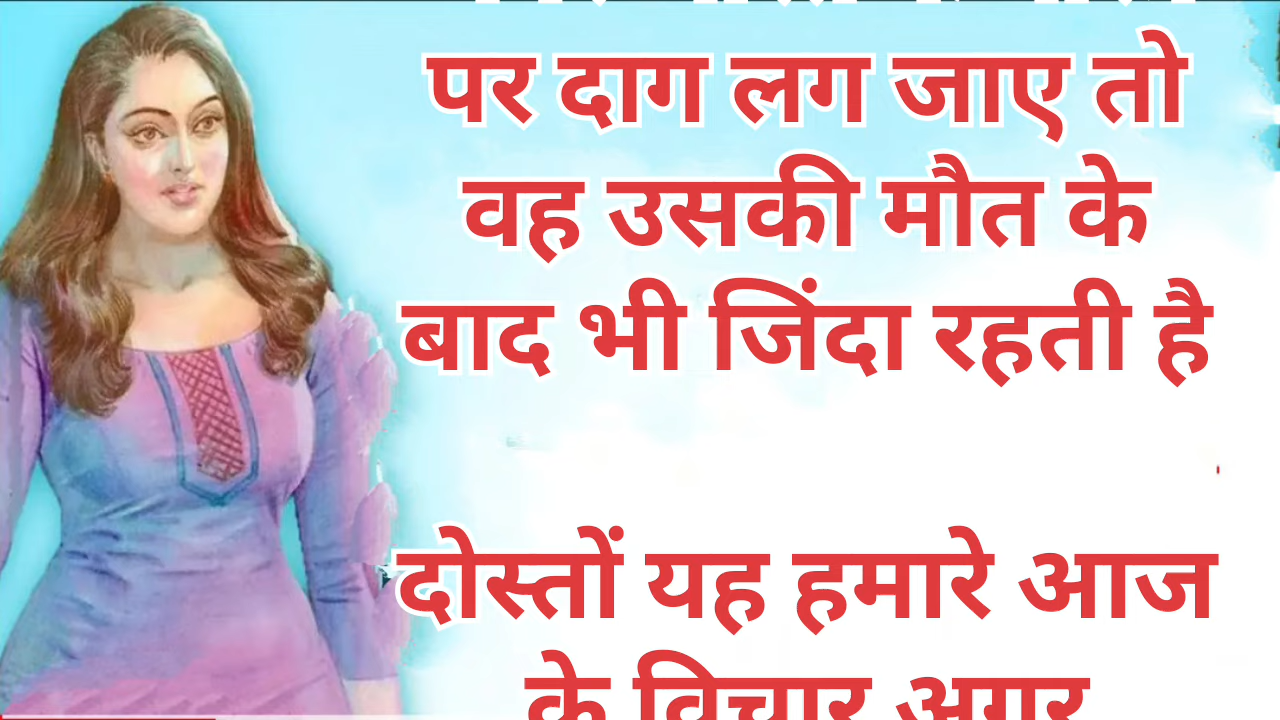 पर दाग लग जाए तो
वह उसकी मौत के
बाद भी जिंदा रहती है
दोस्तों यह हमारे आज
के विचार अगर